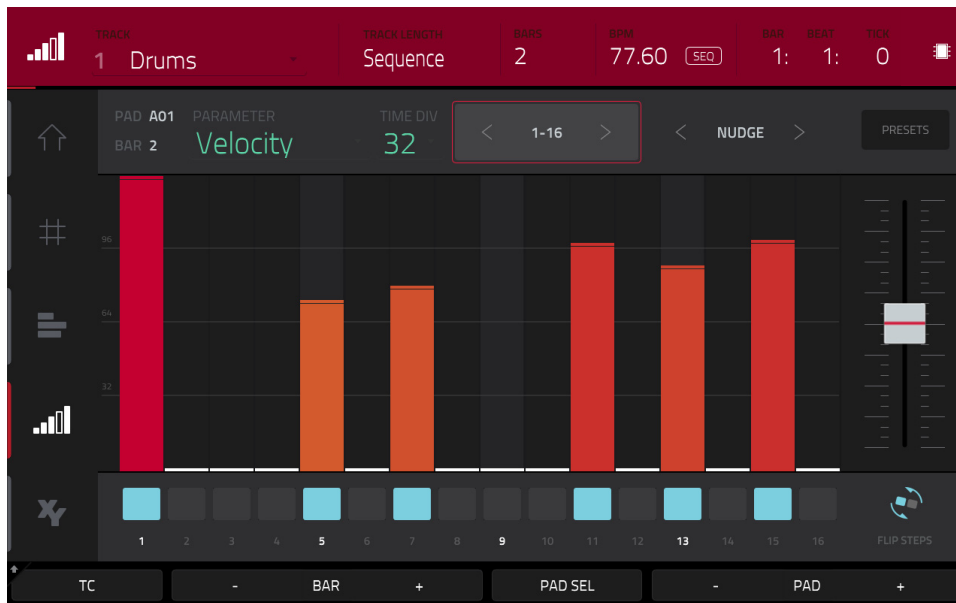 TRACK TRACK LENGTH BARS BPM BAR BEAT TICK
1 Drums Sequence 2 77.60 SEQ 1: 1: 0
PAD A01 PARAMETER TIME DIV
BAR 2 Velocity 32 < 1-16 > < NUDGE > PRESETS
96
64
32
1 2 3 4 5 6 7 8 9 10 11 12 13 14 15 16 FLIP STEPS
XY
TC - BAR + PAD SEL - PAD +